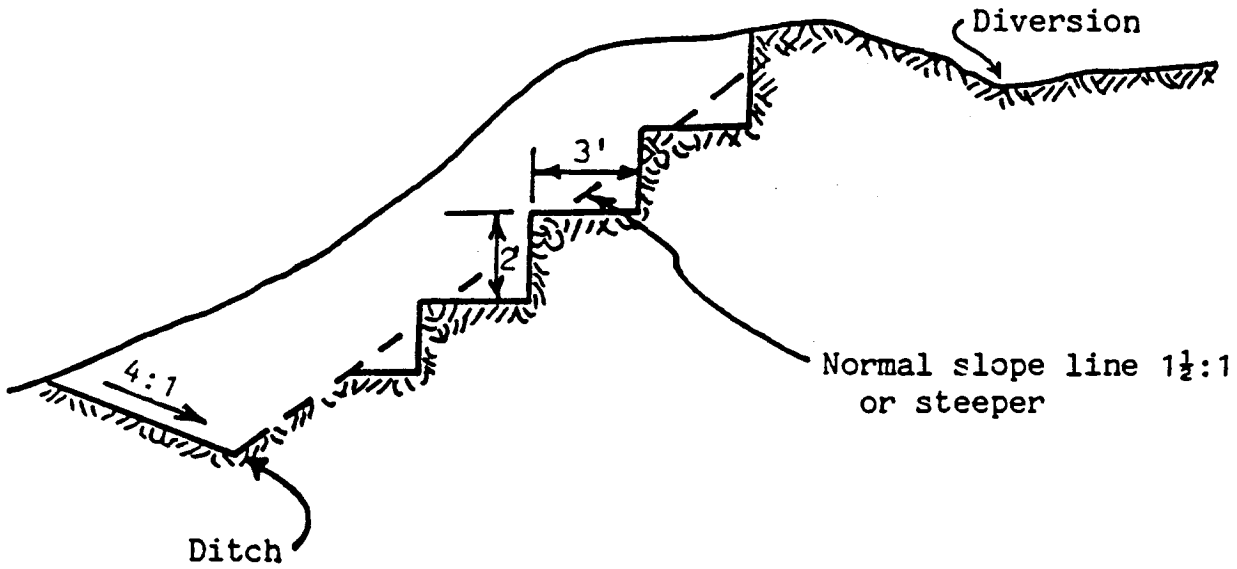 Diversion
3'
2'
4:1
Normal slope line 1½:1
or steeper
Ditch